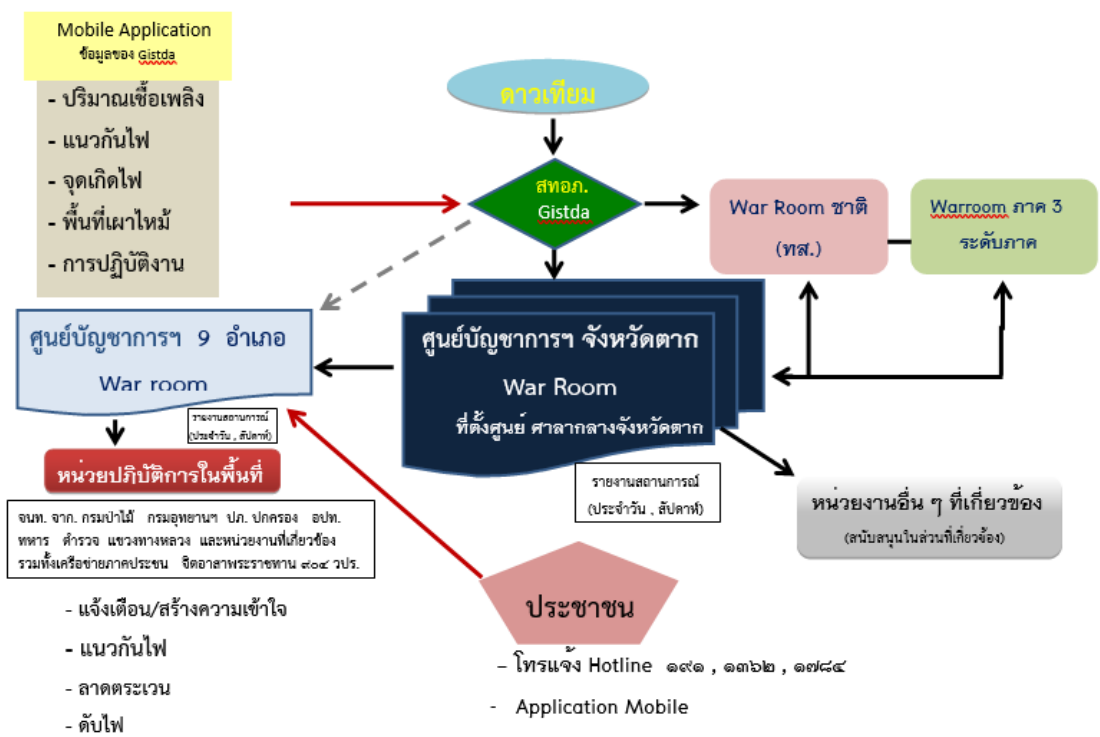 Mobile Application
ข้อมูลของ Gistda
- ปริมาณเชื้อเพลิง
- แนวกันไฟ
- จุดเกิดไฟ
- พื้นที่เผาไหม้
- การปฏิบัติงาน
ดาวเทียม
สทอภ.
Gistda
War Room ชาติ
(ทส.)
Warroom ภาค 3
ระดับภาค
ศูนย์บัญชาการฯ 9 อำเภอ
War room
รายงานสถานการณ์
(ประจำวัน , สัปดาห์)
ศูนย์บัญชาการฯ จังหวัดตาก
War Room
ที่ตั้งศูนย์ ศาลากลางจังหวัดตาก
รายงานสถานการณ์
(ประจำวัน , สัปดาห์)
หน่วยปฏิบัติการในพื้นที่
จนท. จาก. กรมป่าไม้ กรมอุทยานฯ ปภ. ปกครอง อปท.
ทหาร ตำรวจ แขวงทางหลวง และหน่วยงานที่เกี่ยวข้อง
รวมทั้งเครือข่ายภาคประชน จิตอาสาพระราชทาน ๙๐๔ วปร.
- แจ้งเตือน/สร้างความเข้าใจ
- แนวกันไฟ
- ลาดตระเวน
- ดับไฟ
หน่วยงานอื่น ๆ ที่เกี่ยวข้อง
(สนับสนุนในส่วนที่เกี่ยวข้อง)
ประชาชน
– โทรแจ้ง Hotline ๑๙๑ , ๑๓๖๒ , ๑๗๘๔
- Application Mobile